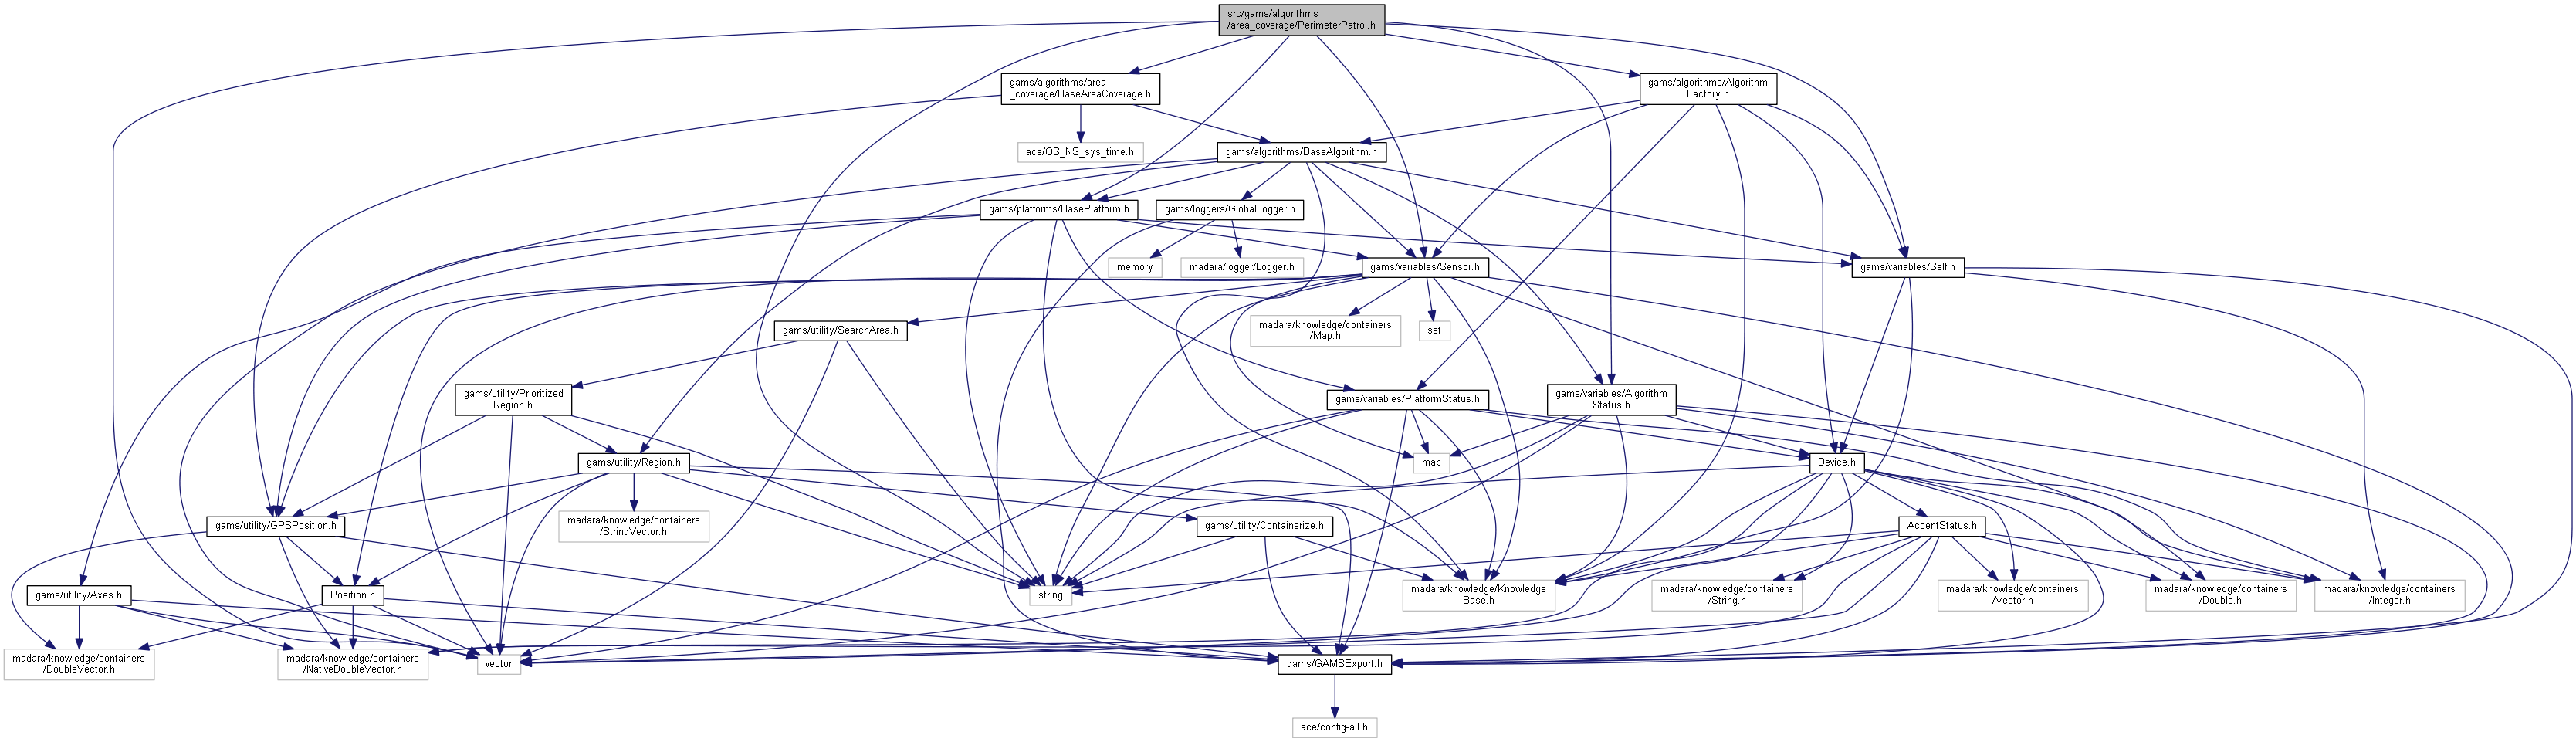 src/gams/algorithms
/area_coverage/PerimeterPatrol.h
gams/algorithms/area
_coverage/BaseAreaCoverage.h
gams/algorithms/Algorithm
Factory.h
ace/OS_NS_sys_time.h
gams/algorithms/BaseAlgorithm.h
gams/platforms/BasePlatform.h
gams/loggers/GlobalLogger.h
memory
madara/logger/Logger.h
gams/variables/Sensor.h
gams/variables/Self.h
gams/utility/SearchArea.h
madara/knowledge/containers
/Map.h
set
gams/utility/Prioritized
Region.h
gams/variables/PlatformStatus.h
gams/variables/Algorithm
Status.h
gams/utility/Region.h
map
Device.h
gams/utility/GPSPosition.h
madara/knowledge/containers
/StringVector.h
gams/utility/Containerize.h
AccentStatus.h
gams/utility/Axes.h
Position.h
string
madara/knowledge/Knowledge
Base.h
madara/knowledge/containers
/String.h
madara/knowledge/containers
/Vector.h
madara/knowledge/containers
/Double.h
madara/knowledge/containers
/Integer.h
madara/knowledge/containers
/DoubleVector.h
madara/knowledge/containers
/NativeDoubleVector.h
vector
gams/GAMSExport.h
ace/config-all.h